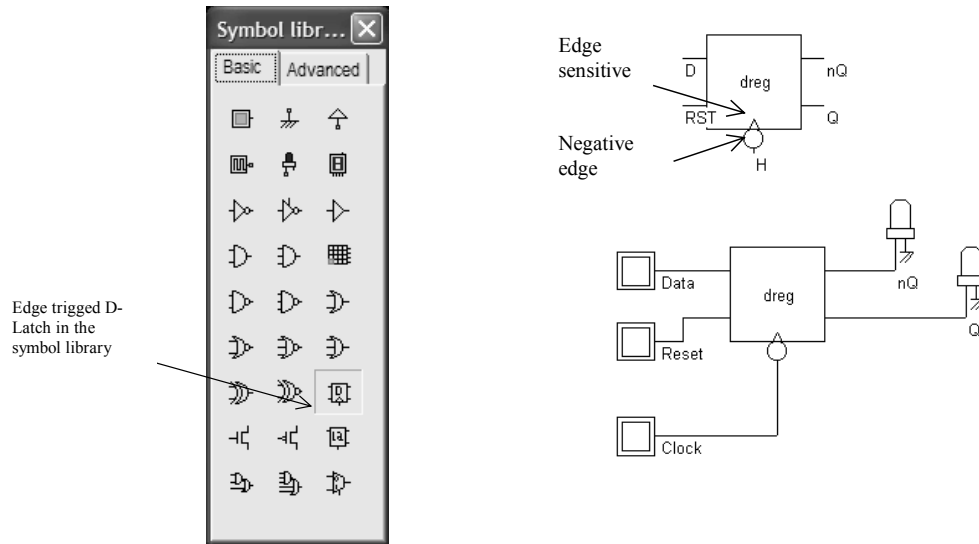 Symbol libr...
Basic
Advanced
Edge trigged D-
Latch in the
symbol library
Edge
sensitive
Negative
edge
D
RST
dreg
nQ
Q
H
Data
Reset
Clock
dreg
nQ
Q